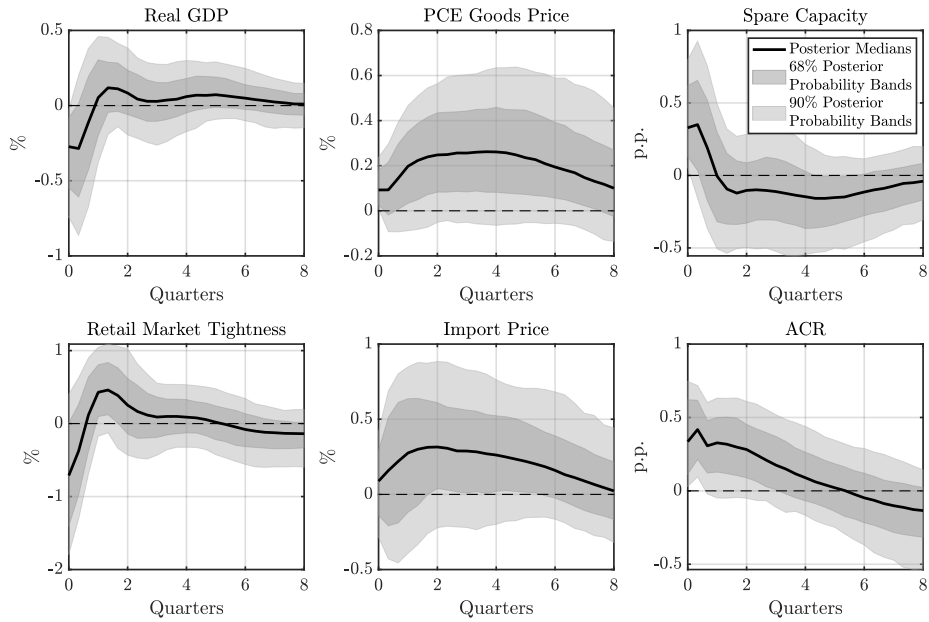 Real GDP
0.5
0
-0.5
-1
%
0 2 4 6 8
Quarters
PCE Goods Price
0.8
0.6
0.4
0.2
0
-0.2
%
0 2 4 6 8
Quarters
Spare Capacity
1
0.5
0
-0.5
p.p.
Posterior Medians
68% Posterior
Probability Bands
90% Posterior
Probability Bands
0 2 4 6 8
Quarters
Retail Market Tightness
1
0
-1
-2
%
0 2 4 6 8
Quarters
Import Price
1
0.5
0
-0.5
%
0 2 4 6 8
Quarters
ACR
1
0.5
0
-0.5
p.p.
0 2 4 6 8
Quarters